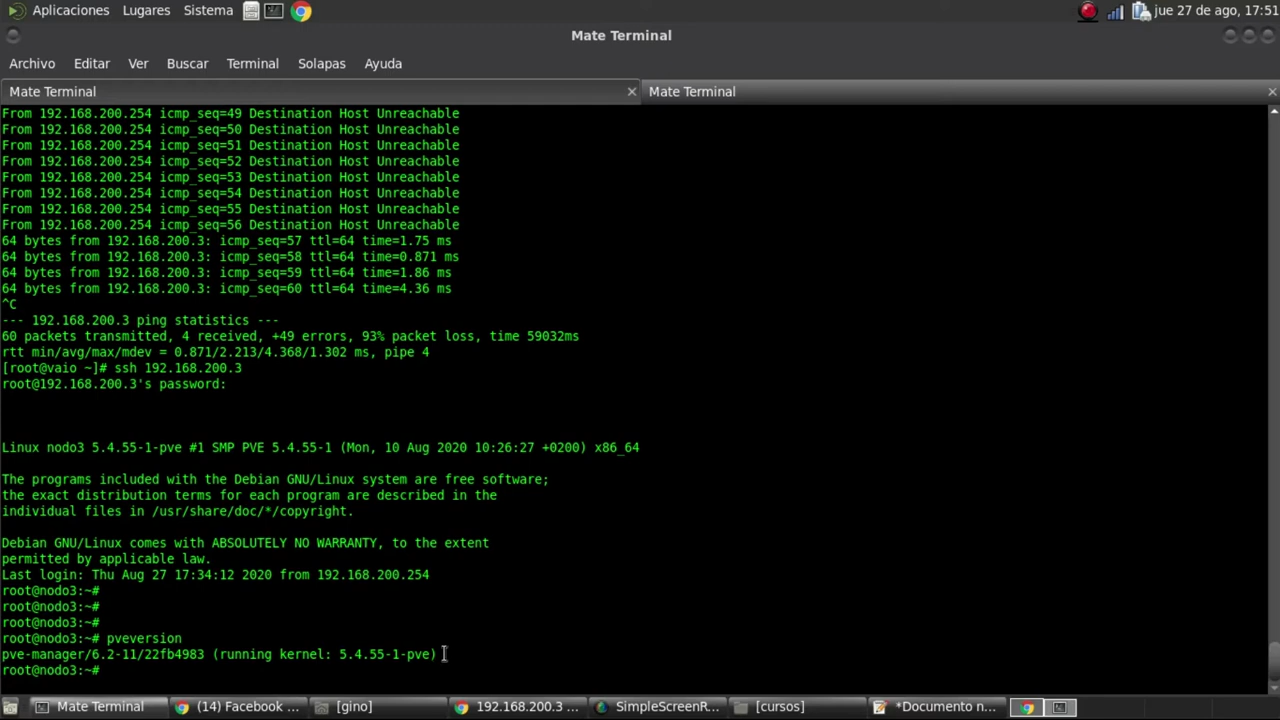 Aplicaciones Lugares Sistema jue 27 de ago, 17:51
Mate Terminal
Archivo Editar Ver Buscar Terminal Solapas Ayuda
Mate Terminal Mate Terminal
From 192.168.200.254 icmp_seq=49 Destination Host Unreachable
From 192.168.200.254 icmp_seq=50 Destination Host Unreachable
From 192.168.200.254 icmp_seq=51 Destination Host Unreachable
From 192.168.200.254 icmp_seq=52 Destination Host Unreachable
From 192.168.200.254 icmp_seq=53 Destination Host Unreachable
From 192.168.200.254 icmp_seq=54 Destination Host Unreachable
From 192.168.200.254 icmp_seq=55 Destination Host Unreachable
From 192.168.200.254 icmp_seq=56 Destination Host Unreachable
64 bytes from 192.168.200.3: icmp_seq=57 ttl=64 time=1.75 ms
64 bytes from 192.168.200.3: icmp_seq=58 ttl=64 time=0.871 ms
64 bytes from 192.168.200.3: icmp_seq=59 ttl=64 time=1.86 ms
64 bytes from 192.168.200.3: icmp_seq=60 ttl=64 time=4.36 ms
^C
--- 192.168.200.3 ping statistics ---
60 packets transmitted, 4 received, +49 errors, 93% packet loss, time 59032ms
rtt min/avg/max/mdev = 0.871/2.213/4.368/1.302 ms, pipe 4
[root@vaio ~]# ssh 192.168.200.3
root@192.168.200.3's password:
Linux nodo3 5.4.55-1-pve #1 SMP PVE 5.4.55-1 (Mon, 10 Aug 2020 10:26:27 +0200) x86_64
The programs included with the Debian GNU/Linux system are free software;
the exact distribution terms for each program are described in the
individual files in /usr/share/doc/*/copyright.
Debian GNU/Linux comes with ABSOLUTELY NO WARRANTY, to the extent
permitted by applicable law.
Last login: Thu Aug 27 17:34:12 2020 from 192.168.200.254
root@nodo3:~#
root@nodo3:~#
root@nodo3:~#
root@nodo3:~# pveversion
pve-manager/6.2-11/22fb4983 (running kernel: 5.4.55-1-pve)
root@nodo3:~#
Mate Terminal (14) Facebook ... [gino] 192.168.200.3 ... SimpleScreenR... [cursos] *Documento n...